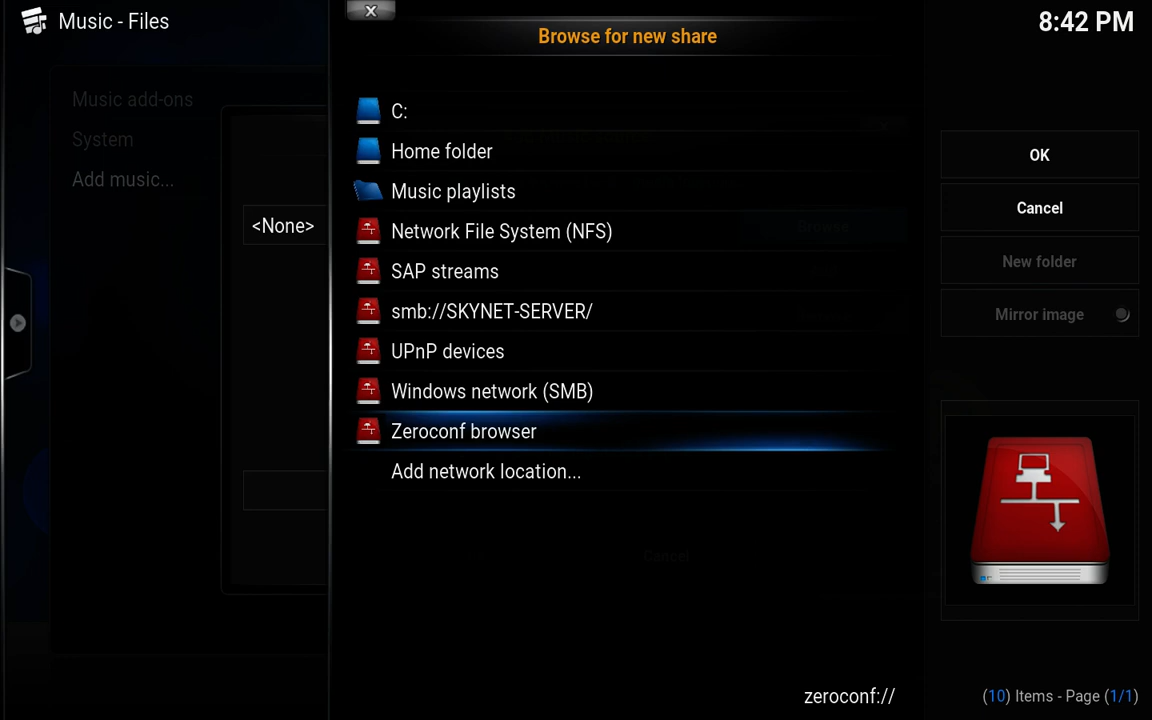 Music - Files
8:42 PM
Browse for new share
Music add-ons
System
Add music...
<None>
C:
Home folder
Music playlists
Network File System (NFS)
SAP streams
smb://SKYNET-SERVER/
UPnP devices
Windows network (SMB)
Zeroconf browser
Add network location...
Browse
Cancel
OK
Cancel
New folder
Mirror image
zeroconf://
(10) Items - Page (1/1)